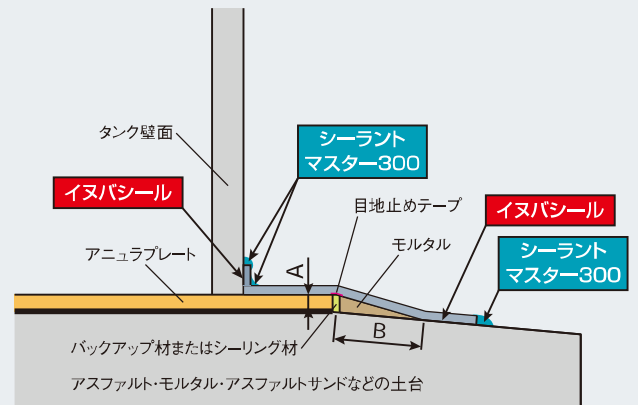 タンク壁面
シーラント
マスター300
イヌバシール
目地止めテープ
イヌバシール
アニュラプレート
モルタル
シーラント
マスター300
A
B
バックアップ材またはシーリング材
アスファルト・モルタル・アスファルトサンドなどの土台